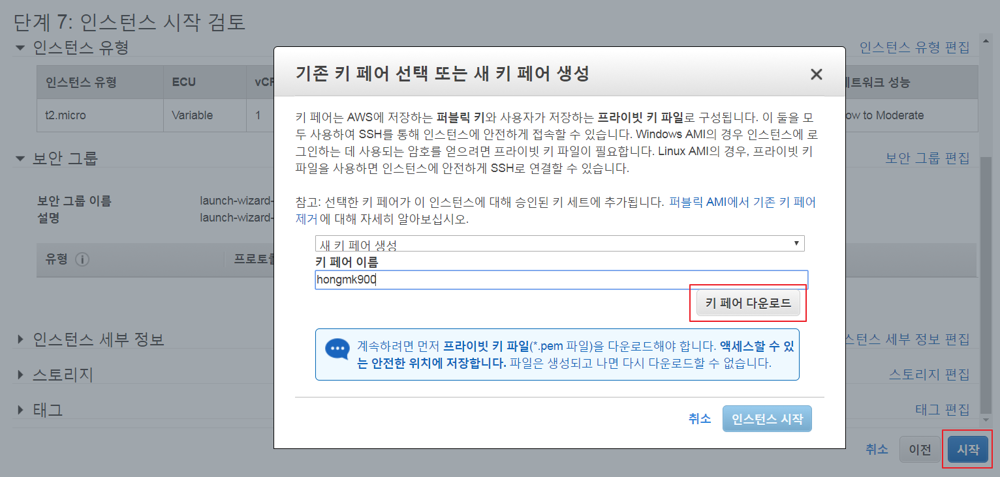 단계 7: 인스턴스 시작 검토
인스턴스 유형
인스턴스 유형 편집
인스턴스 유형 ECU
성능
t2.micro Variable 1
to Moderate
보안 그룹
보안 그룹 편집
보안 그룹 이름 launch-wizard-
설명 launch-wizard-
유형
인스턴스 세부 정보
세부 정보 편집
스토리지
스토리지 편집
태그
태그 편집
취소 이전 시작
기존 키 페어 선택 또는 새 키 페어 생성
키 페어는 AWS에 저장하는 퍼블릭 키와 사용자가 저장하는 프라이빗 키 파일로 구성됩니다. 이 둘을 모
두 사용하여 SSH를 통해 인스턴스에 안전하게 접속할 수 있습니다. Windows AMI의 경우 인스턴스에 로
그인하는 데 사용되는 암호를 얻으려면 프라이빗 키 파일이 필요합니다. Linux AMI의 경우, 프라이빗 키
파일을 사용하면 인스턴스에 안전하게 SSH로 연결할 수 있습니다.
참고: 선택한 키 페어가 이 인스턴스에 대해 승인된 키 세트에 추가됩니다. 퍼블릭 AMI에서 기존 키 페어
제거에 대해 자세히 알아보십시오.
새 키 페어 생성
키 페어 이름
hongmk900
키 페어 다운로드
계속하려면 먼저 프라이빗 키 파일(*.pem 파일)을 다운로드해야 합니다. 액세스할 수 있
는 안전한 위치에 저장합니다. 파일은 생성되고 나면 다시 다운로드할 수 없습니다.
취소 인스턴스 시작